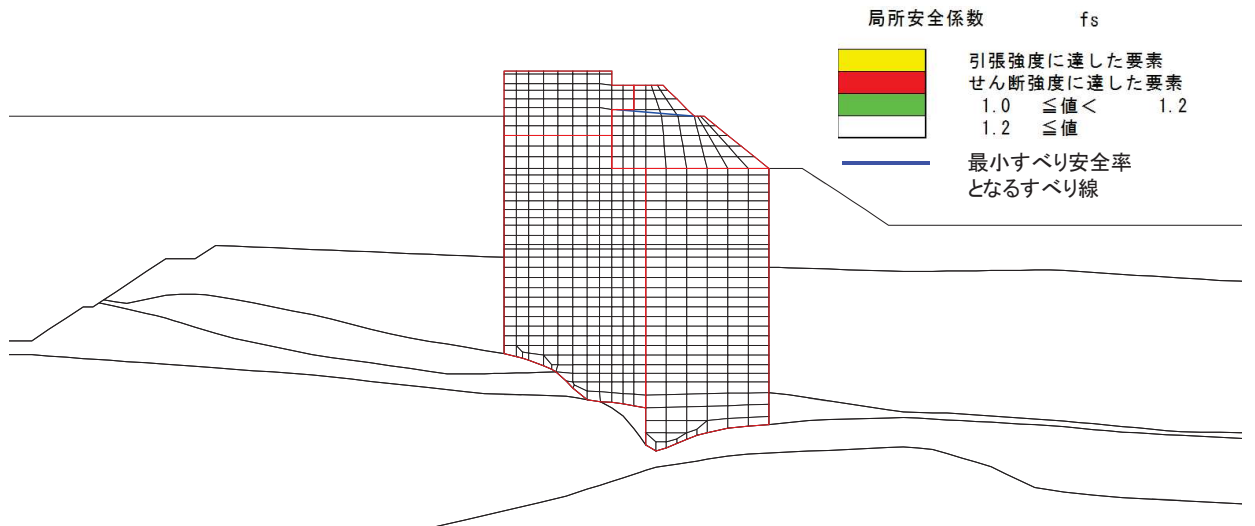 局所安全係数 fs
引張強度に達した要素
せん断強度に達した要素
1.0 ≦値< 1.2
1.2 ≦値
最小すべり安全率
となるすべり線